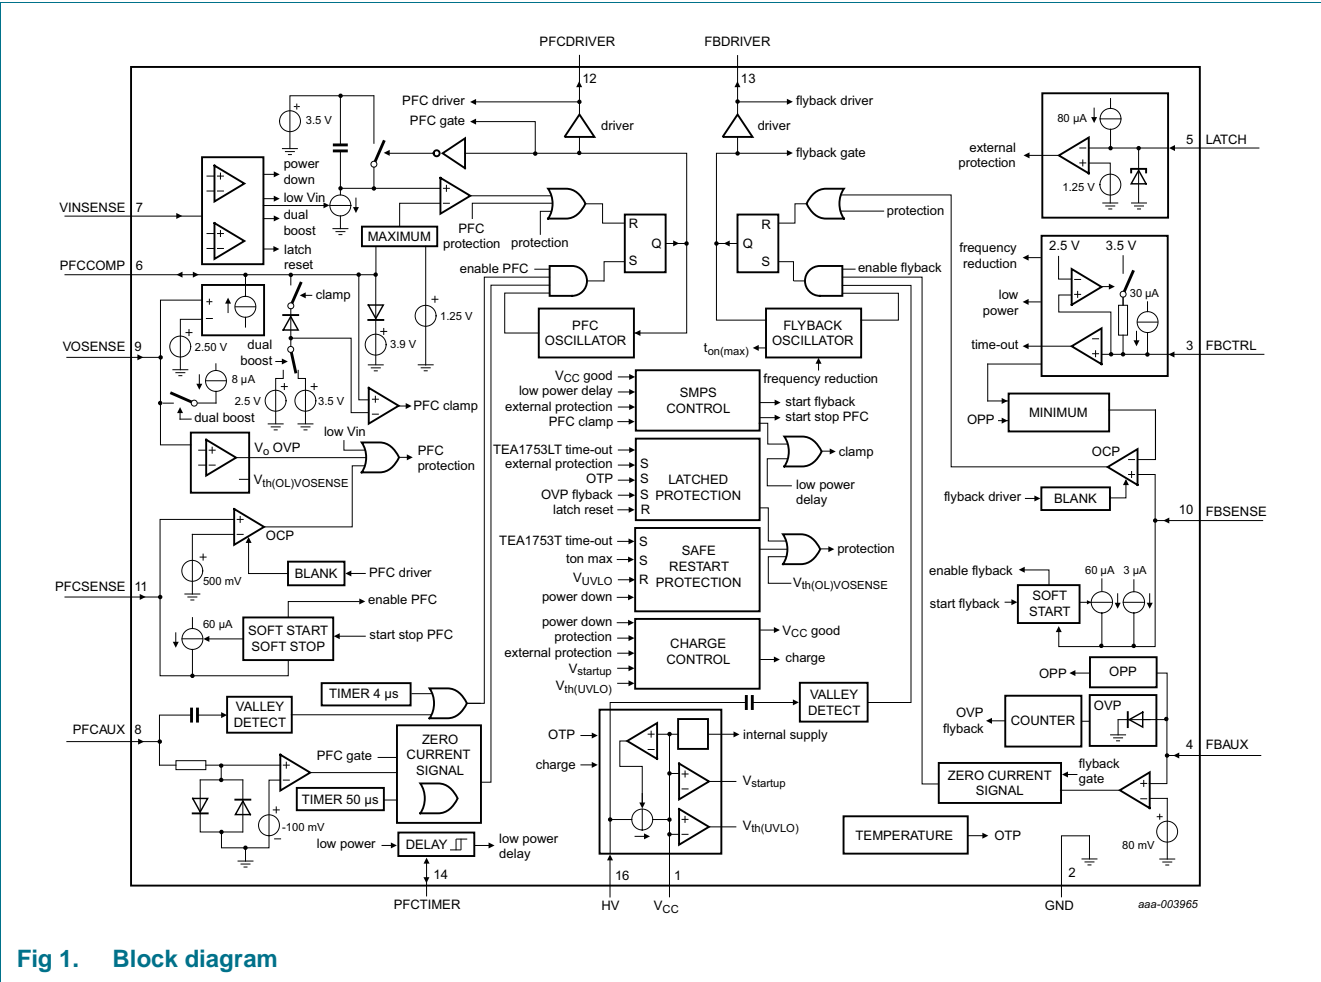 PFCDRIVER
FBDRIVER
12
13
PFC driver
flyback driver
3.5 V
PFC gate
driver
driver
flyback gate
80 µA
external
protection
5
LATCH
1.25 V
power
down
low Vin
dual
boost
latch
reset
VINSENSE
7
MAXIMUM
PFC
protection
protection
R
Q
S
R
Q
S
protection
enable PFC
enable flyback
PFCCOMP
6
clamp
2.50 V
dual
boost
3.9 V
1.25 V
PFC
OSCILLATOR
FLYBACK
OSCILLATOR
ton(max)
frequency reduction
frequency
reduction
2.5 V
3.5 V
low
power
30 µA
time-out
3
FBCTRL
VOSENSE
9
8 µA
2.5 V
3.5 V
dual boost
PFC clamp
VCC good
low power delay
external protection
PFC clamp
SMPS
CONTROL
start flyback
start stop PFC
clamp
low power
delay
OPP
MINIMUM
low Vin
Vo OVP
Vth(OL)VOSENSE
PFC
protection
TEA1753LT time-out
external protection
OTP
OVP flyback
latch reset
S
S
S
R
LATCHED
PROTECTION
OCP
flyback driver
BLANK
10
FBSENSE
OCP
500 mV
BLANK
PFC driver
TEA1753T time-out
ton max
VUVLO
power down
S
S
R
SAFE
RESTART
PROTECTION
protection
Vth(OL)VOSENSE
PFCSENSE
11
enable PFC
60 µA
SOFT START
SOFT STOP
start stop PFC
enable flyback
start flyback
SOFT
START
60 µA
3 µA
power down
protection
external protection
Vstartup
Vth(UVLO)
CHARGE
CONTROL
VCC good
charge
OPP
OPP
TIMER 4 µs
VALLEY
DETECT
VALLEY
DETECT
OVP
flyback
COUNTER
OVP
PFCAUX
8
PFC gate
ZERO
CURRENT
SIGNAL
OTP
charge
internal supply
4
FBAUX
flyback
gate
ZERO CURRENT
SIGNAL
TIMER 50 µs
Vstartup
-100 mV
Vth(UVLO)
80 mV
low power
DELAY
low power
delay
TEMPERATURE
OTP
14
16
1
2
PFCTIMER
HV
VCC
GND
aaa-003965
Fig 1. Block diagram